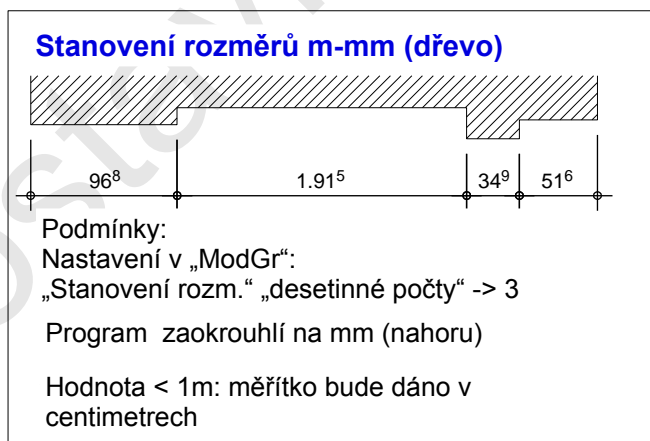 Stanovení rozměrů m-mm (dřevo)
96⁸ 1.91⁵ 34⁹ 51⁶
Podmínky:
Nastavení v „ModGr“:
„Stanovení rozm.“ „desetinné počty“ -> 3
Program zaokrouhlí na mm (nahoru)
Hodnota < 1m: měřítko bude dáno v
centimetrech